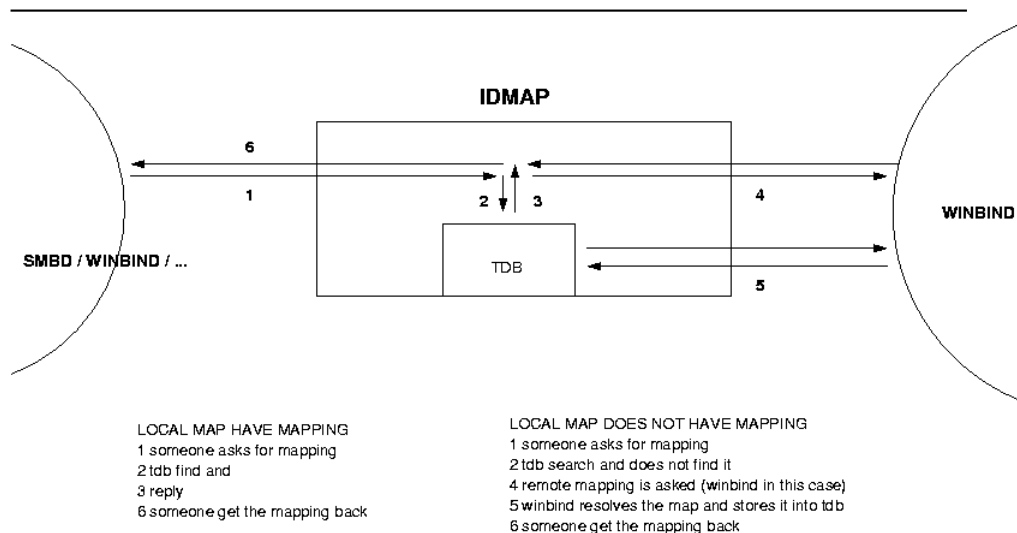 IDMAP
6
1
2
3
4
WINBIND
SMBD / WINBIND / ...
TDB
5
LOCAL MAP HAVE MAPPING
1 someone asks for mapping
2 tdb find and
3 reply
6 someone get the mapping back
LOCAL MAP DOES NOT HAVE MAPPING
1 someone asks for mapping
2 tdb search and does not find it
4 remote mapping is asked (winbind in this case)
5 winbind resolves the map and stores it into tdb
6 someone get the mapping back